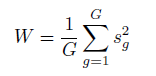 W = \frac{1}{G} \sum_{g=1}^{G} s_g^2